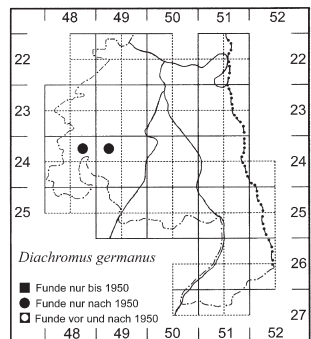 48 49 50 51 52
22
22
23
23
24
24
25
25
26
26
27
Diachromus germanus
Funde nur bis 1950
Funde nur nach 1950
Funde vor und nach 1950
48 49 50 51 52